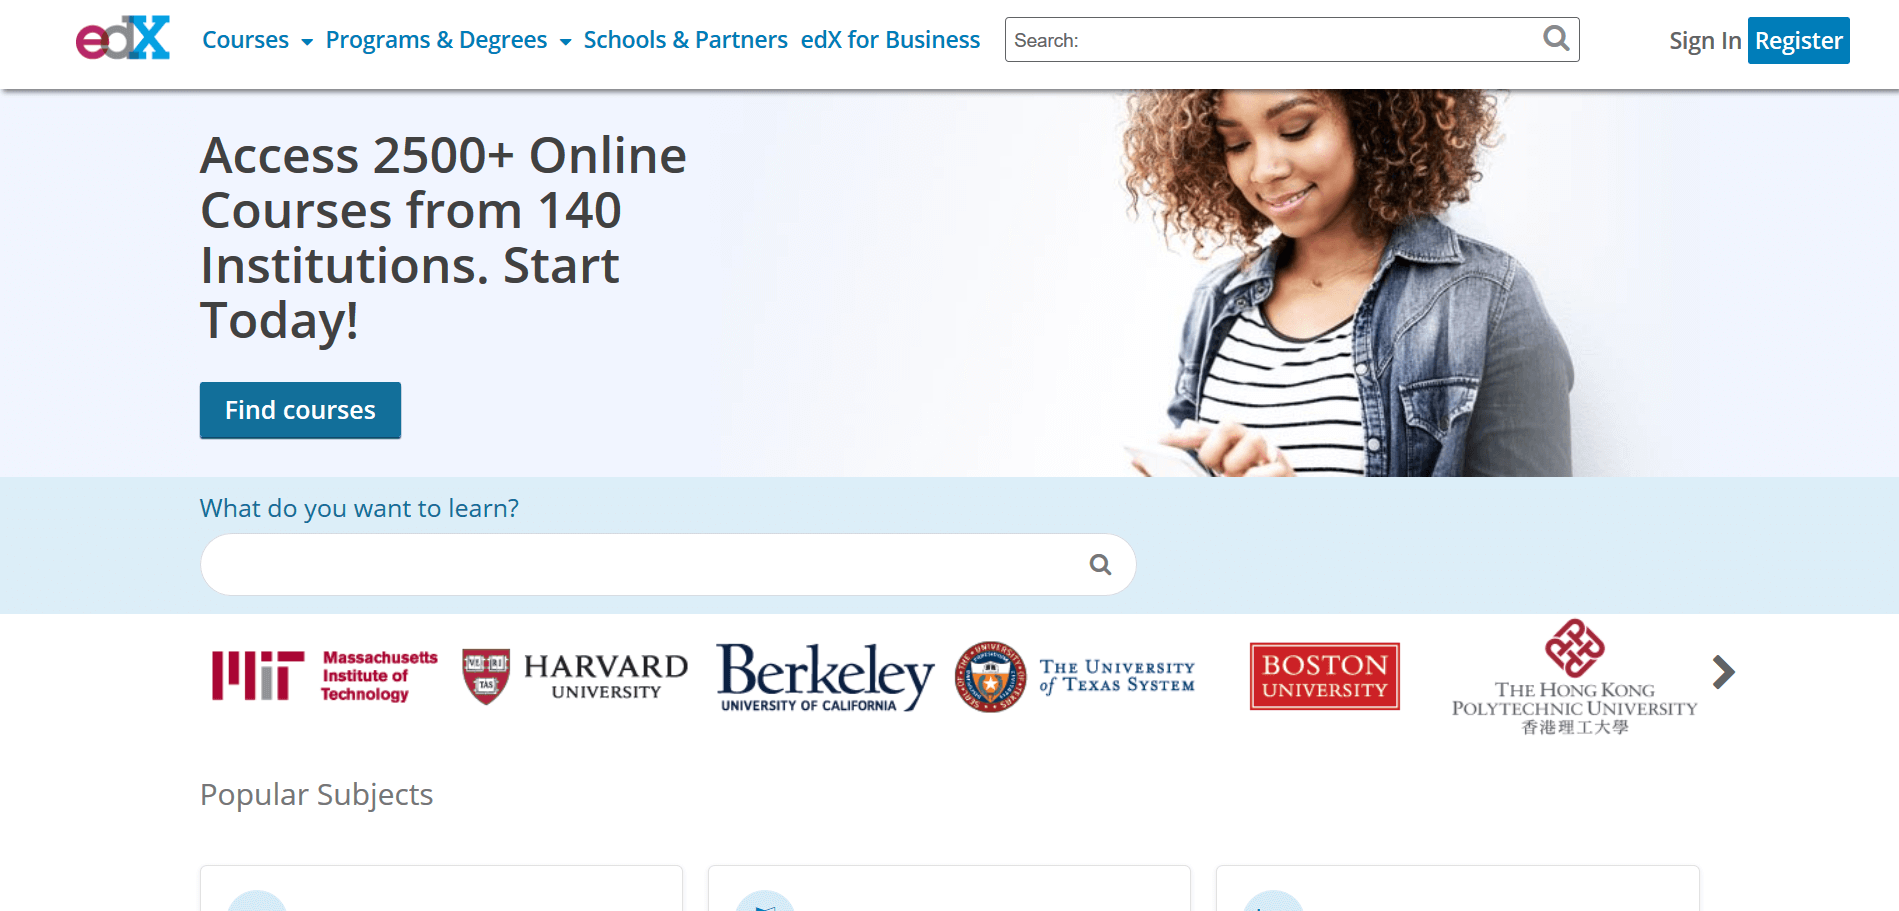 edX
Courses
Programs & Degrees
Schools & Partners
edX for Business
Search:
Sign In
Register
Access 2500+ Online
Courses from 140
Institutions. Start
Today!
Find courses
What do you want to learn?
MIT
Massachusetts
Institute of
Technology
VE RI
TAS
HARVARD
UNIVERSITY
Berkeley
UNIVERSITY OF CALIFORNIA
THE UNIVERSITY
of TEXAS SYSTEM
BOSTON
UNIVERSITY
THE HONG KONG
POLYTECHNIC UNIVERSITY
香港理工大學
Popular Subjects